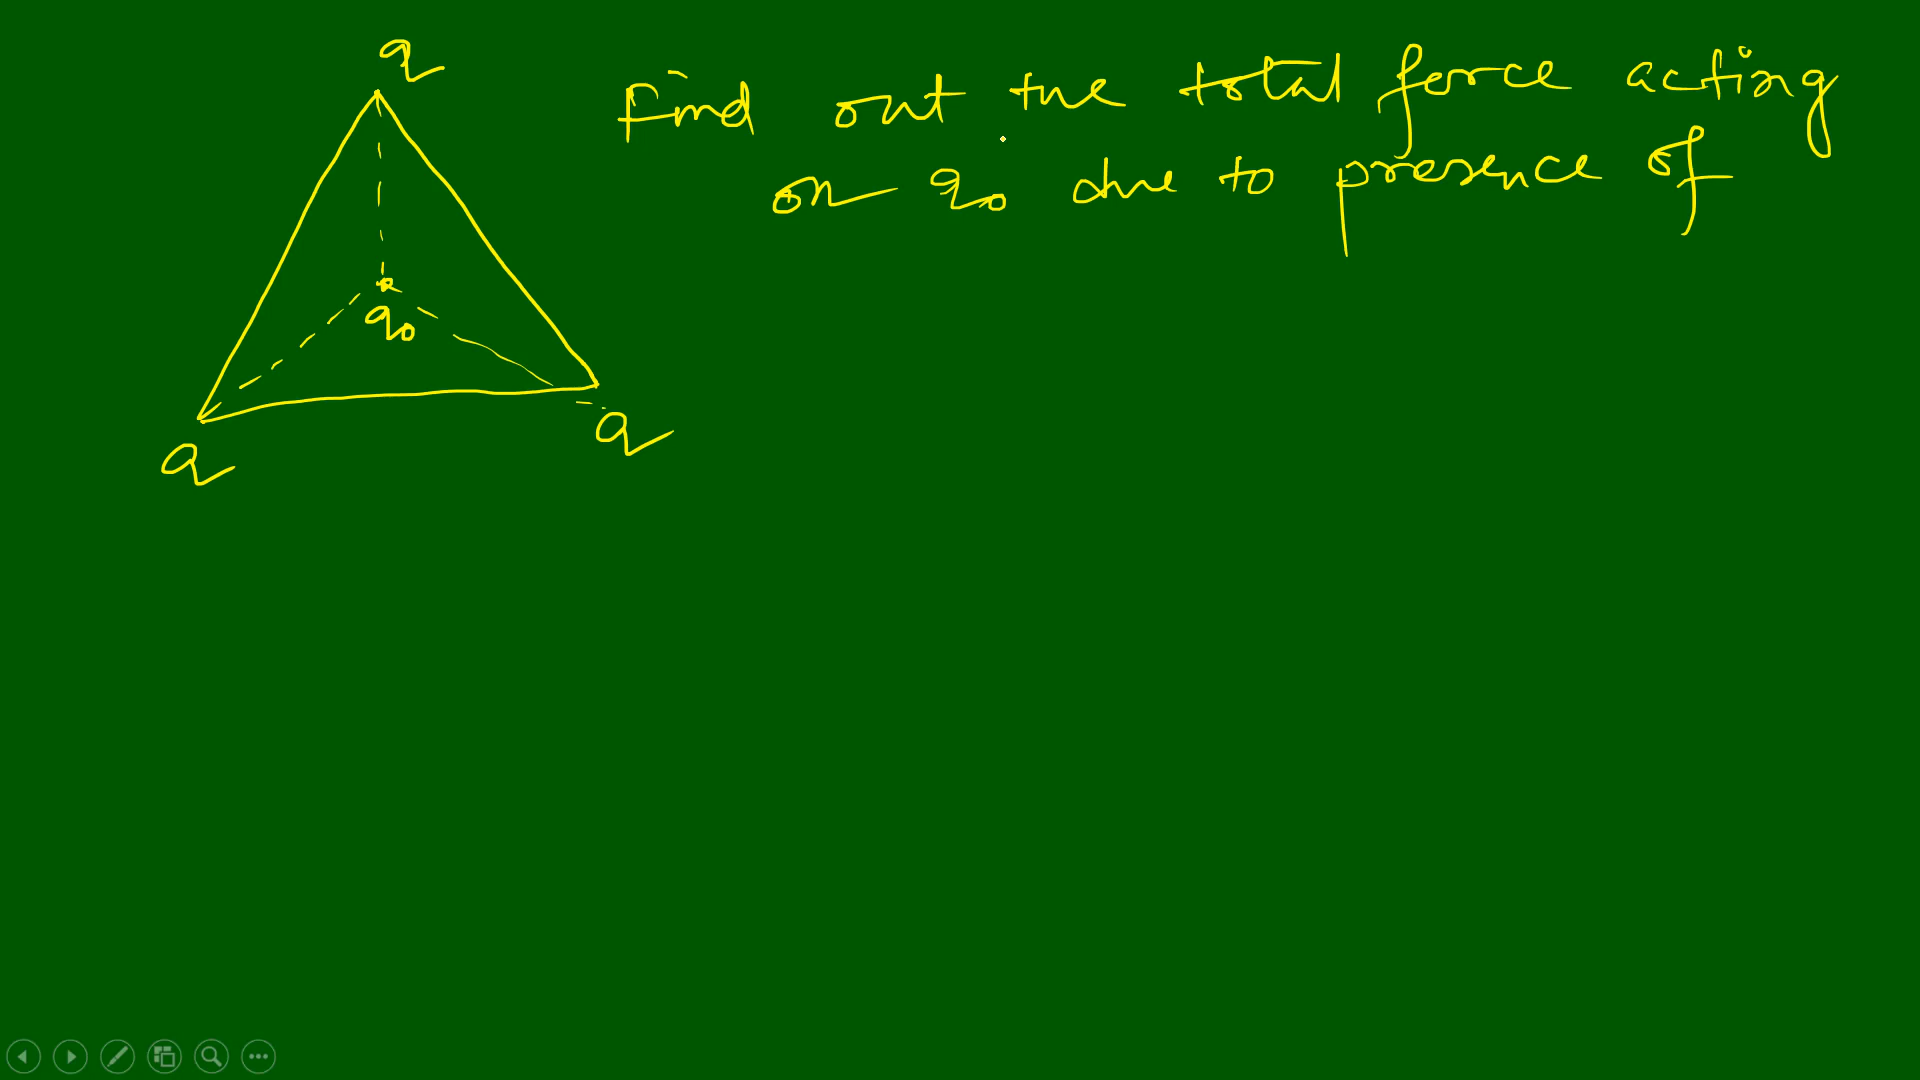 q
Find out the total force acting
on q₀ due to presence of
q₀
q
q